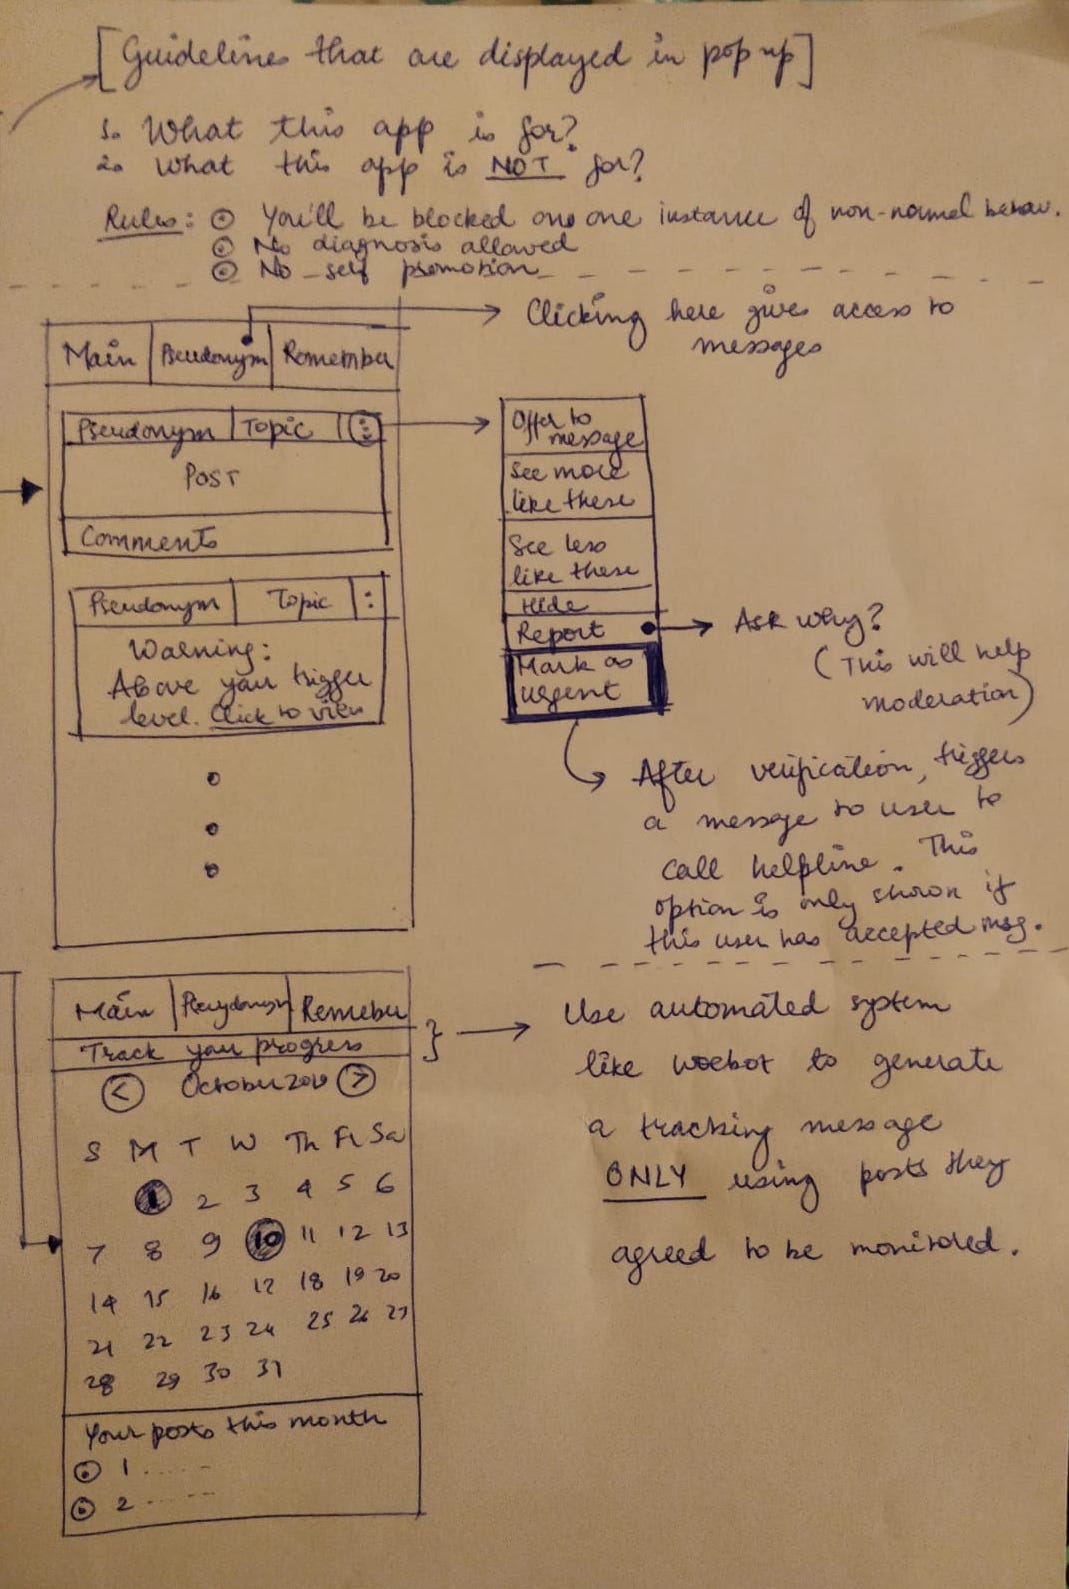 [Guidelines that are displayed in pop up]
1. What this app is for?
2. What this app is NOT for?
Rules: You'll be blocked on one instance of non-normal behav.
No diagnosis allowed
No self promotion
Clicking here gives access to
messages
Main Pseudonym Remember
Pseudonym Topic
POST
Comments
Pseudonym Topic
Warning:
Above your trigger
level. Click to view
Offer to
message
See more
like these
See less
like these
Hide
Report
Mark as
urgent
Ask why?
(This will help
moderation)
After verification, triggers
a message to user to
call helpline. This
option is only shown if
this user has accepted msg.
Main Pseudonym Remember
Track your progress
< October 2019 >
S M T W Th Fr Sa
1 2 3 4 5 6
7 8 9 10 11 12 13
14 15 16 17 18 19 20
21 22 23 24 25 26 27
28 29 30 31
Your posts this month
1 .....
2 .....
Use automated system
like woebot to generate
a tracking message
ONLY using posts they
agreed to be monitored.